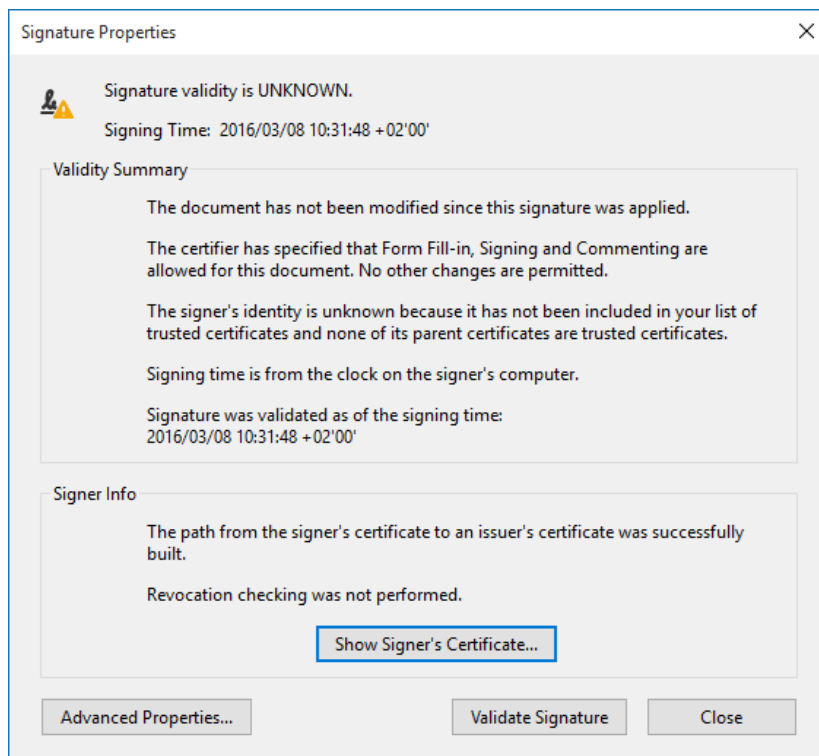 Signature Properties
Signature validity is UNKNOWN.
Signing Time: 2016/03/08 10:31:48 +02'00'
Validity Summary
The document has not been modified since this signature was applied.
The certifier has specified that Form Fill-in, Signing and Commenting are
allowed for this document. No other changes are permitted.
The signer's identity is unknown because it has not been included in your list of
trusted certificates and none of its parent certificates are trusted certificates.
Signing time is from the clock on the signer's computer.
Signature was validated as of the signing time:
2016/03/08 10:31:48 +02'00'
Signer Info
The path from the signer's certificate to an issuer's certificate was successfully
built.
Revocation checking was not performed.
Show Signer's Certificate...
Advanced Properties...
Validate Signature
Close